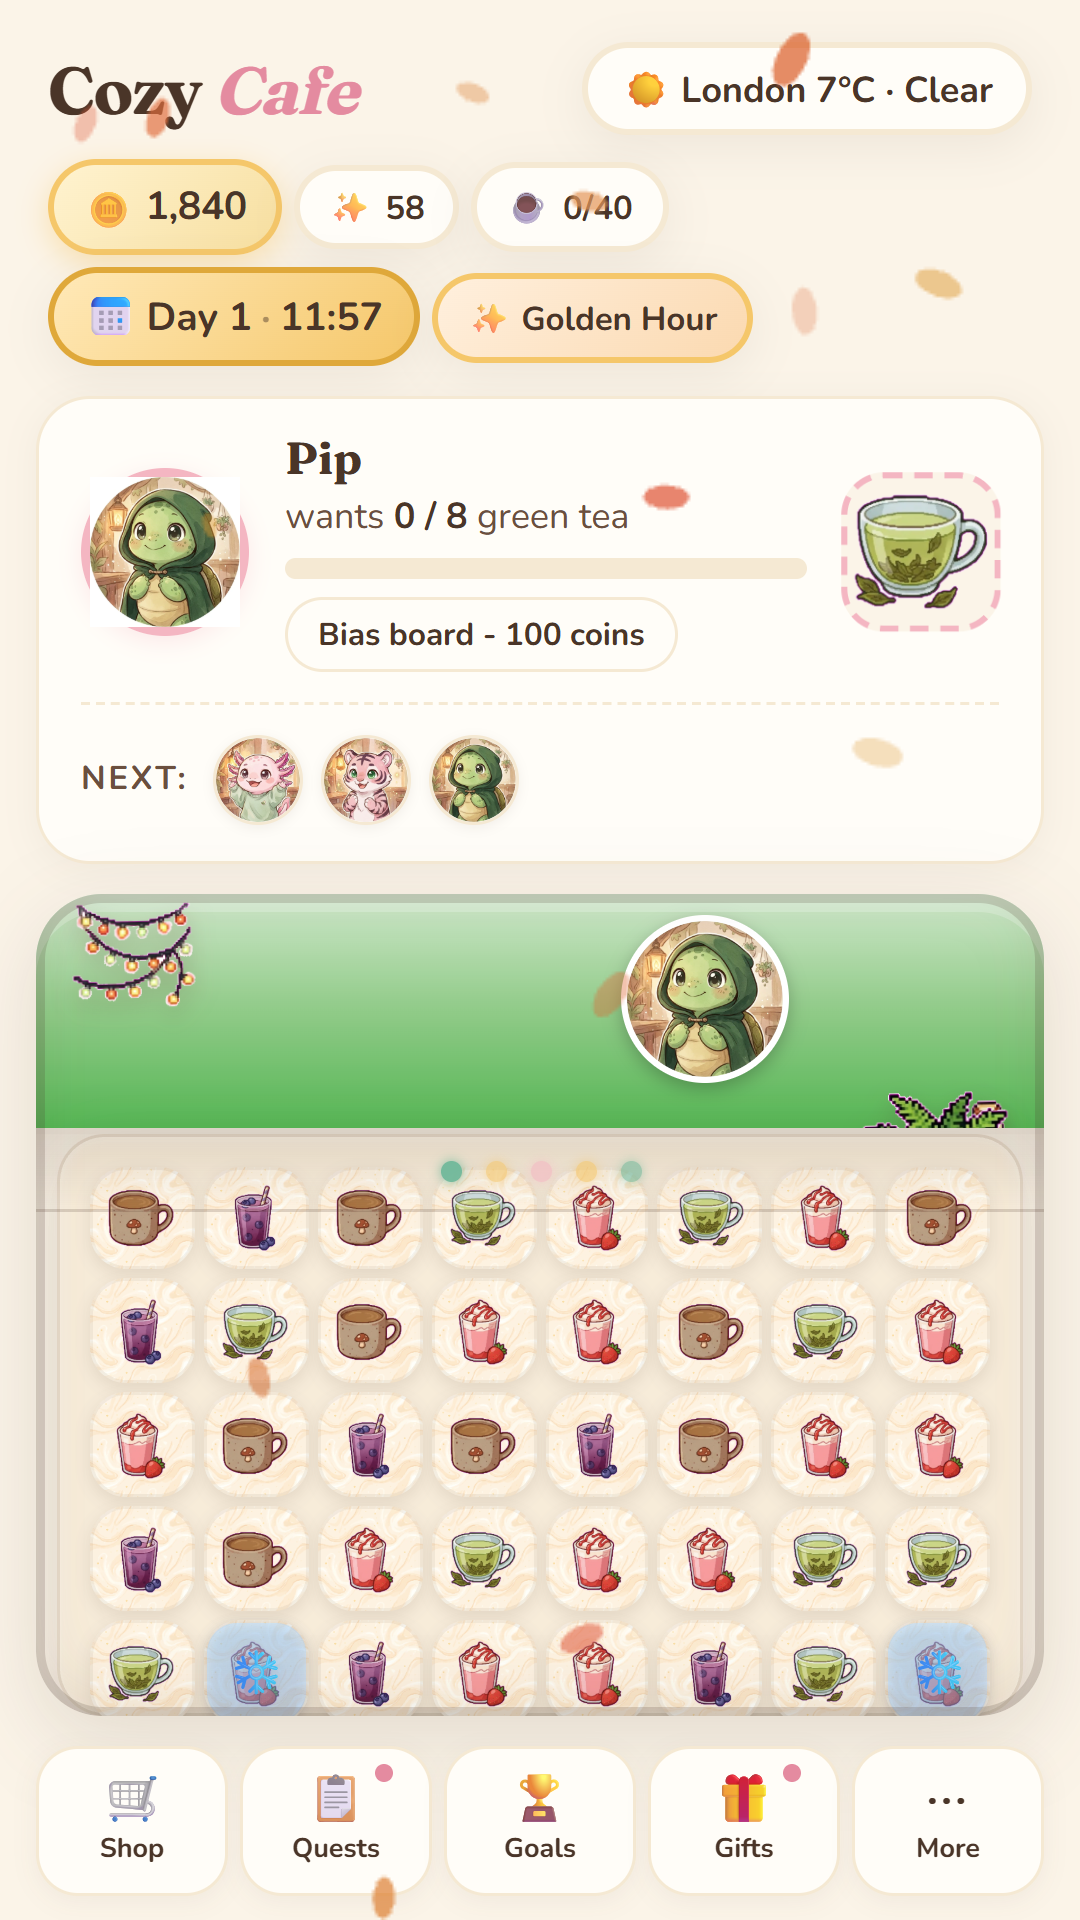 Cozy Cafe
London 7°C · Clear
1,840
58
0/40
Day 1 · 11:57
Golden Hour
Pip
wants 0 / 8 green tea
Bias board - 100 coins
NEXT:
Shop
Quests
Goals
Gifts
More